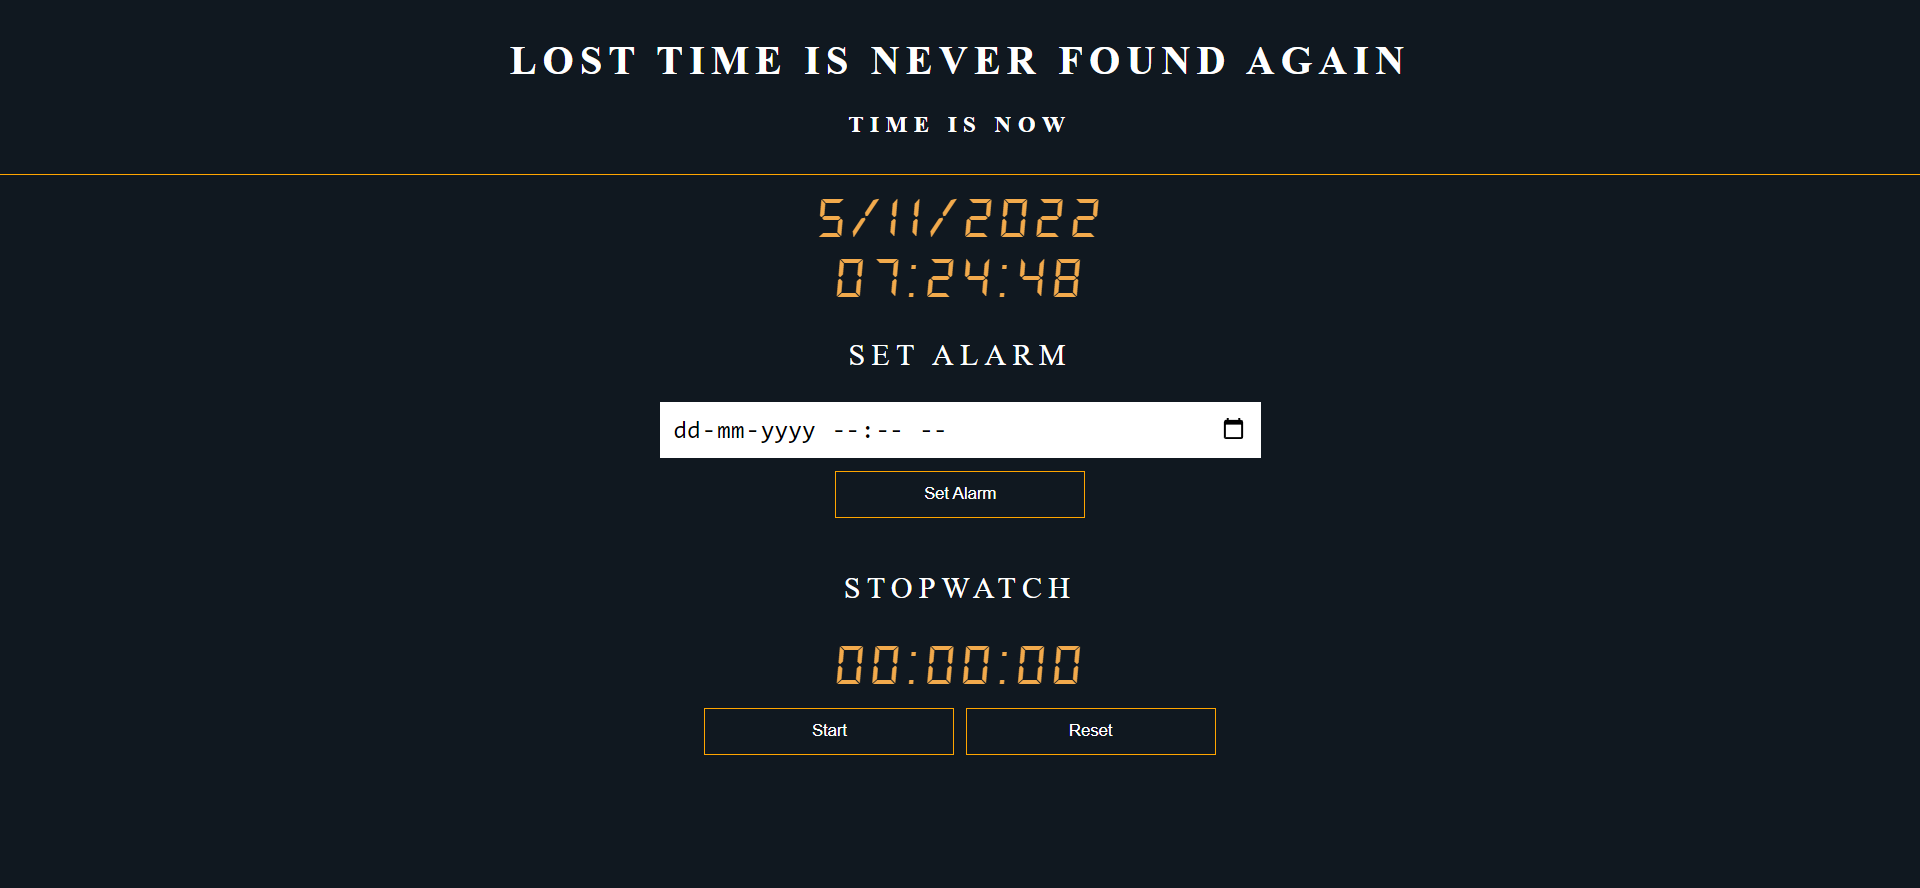 LOST TIME IS NEVER FOUND AGAIN
TIME IS NOW
5/11/2022
07:24:48
SET ALARM
dd-mm-yyyy --:-- --
Set Alarm
STOPWATCH
00:00:00
Start Reset